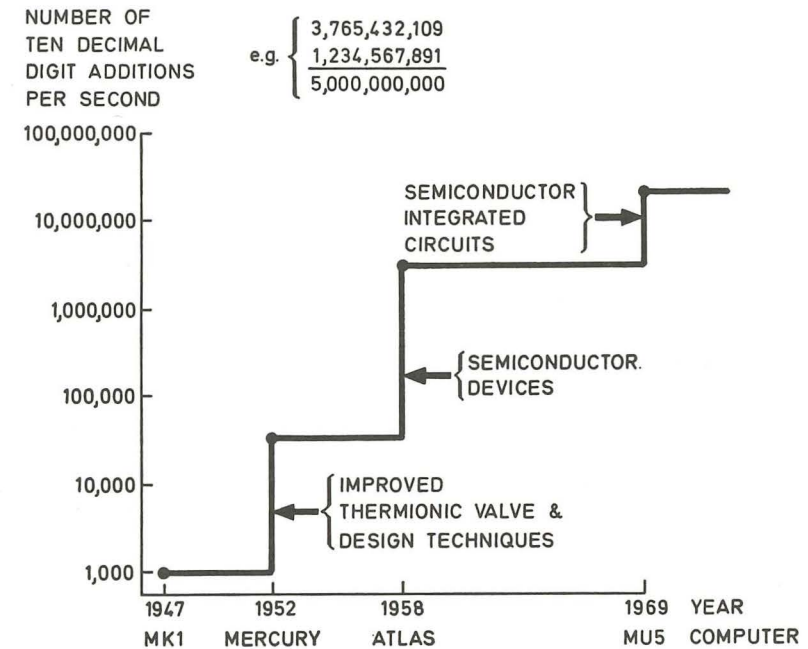 NUMBER OF
TEN DECIMAL
DIGIT ADDITIONS
PER SECOND
e.g.
3,765,432,109
1,234,567,891
5,000,000,000
100,000,000
10,000,000
1,000,000
100,000
10,000
1,000
SEMICONDUCTOR
INTEGRATED
CIRCUITS
SEMICONDUCTOR.
DEVICES
IMPROVED
THERMIONIC VALVE &
DESIGN TECHNIQUES
1947 1952 1958 1969 YEAR
MK1 MERCURY ATLAS MU5 COMPUTER